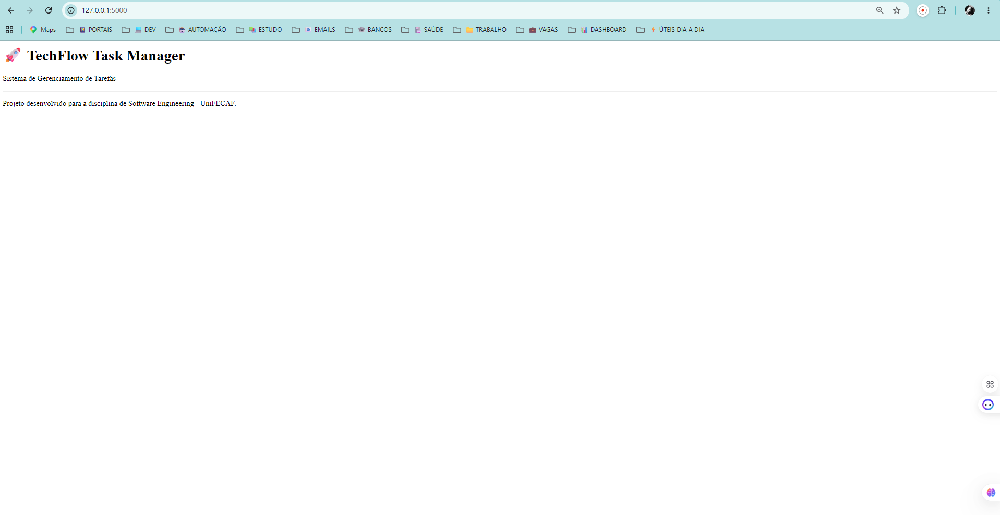 127.0.0.1:5000
Maps PORTAIS DEV AUTOMAÇÃO ESTUDO EMAILS BANCOS SAÚDE TRABALHO VAGAS DASHBOARD ÚTEIS DIA A DIA
🚀 TechFlow Task Manager
Sistema de Gerenciamento de Tarefas
Projeto desenvolvido para a disciplina de Software Engineering - UniFECAF.